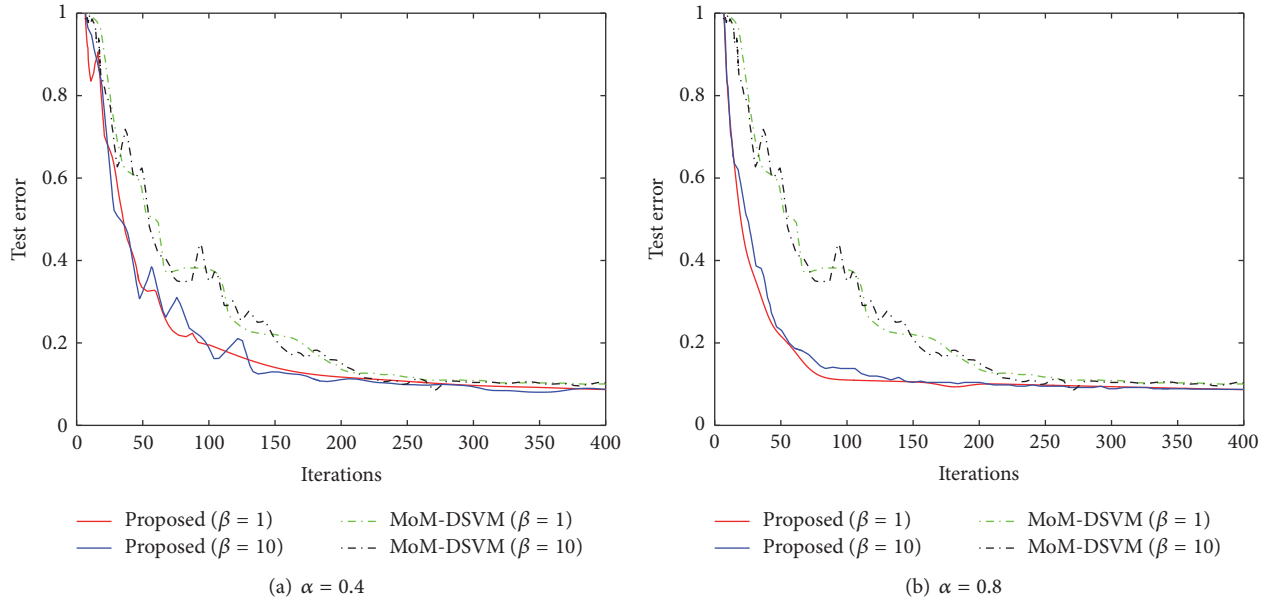 1
0.8
0.6
0.4
0.2
0
Test error
0 50 100 150 200 250 300 350 400
Iterations
Proposed (β = 1)
Proposed (β = 10)
MoM-DSVM (β = 1)
MoM-DSVM (β = 10)
(a) α = 0.4
1
0.8
0.6
0.4
0.2
0
Test error
0 50 100 150 200 250 300 350 400
Iterations
Proposed (β = 1)
Proposed (β = 10)
MoM-DSVM (β = 1)
MoM-DSVM (β = 10)
(b) α = 0.8